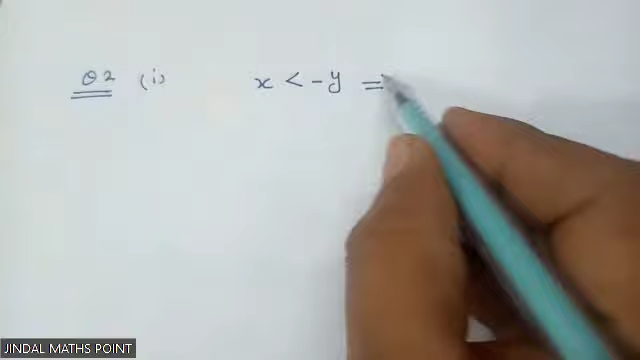 Q2 (i) x < -y =
JINDAL MATHS POINT